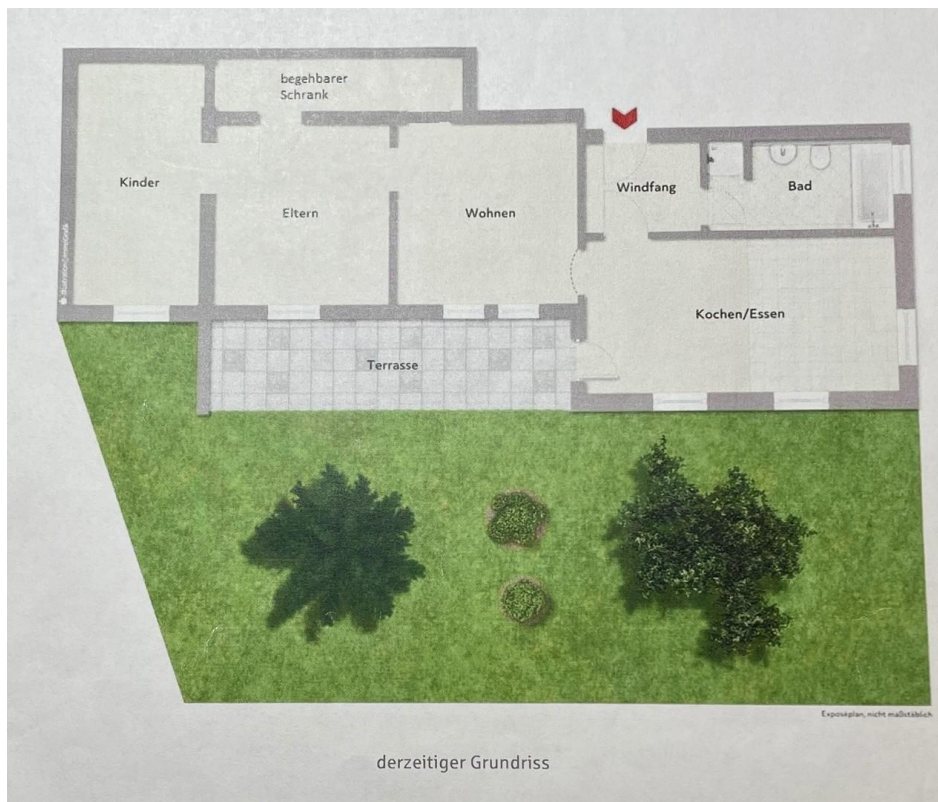 begehbarer
Schrank
Kinder
Windfang
Bad
Eltern
Wohnen
Kochen/Essen
Terrasse
Exposéplan, nicht maßstäblich
derzeitiger Grundriss